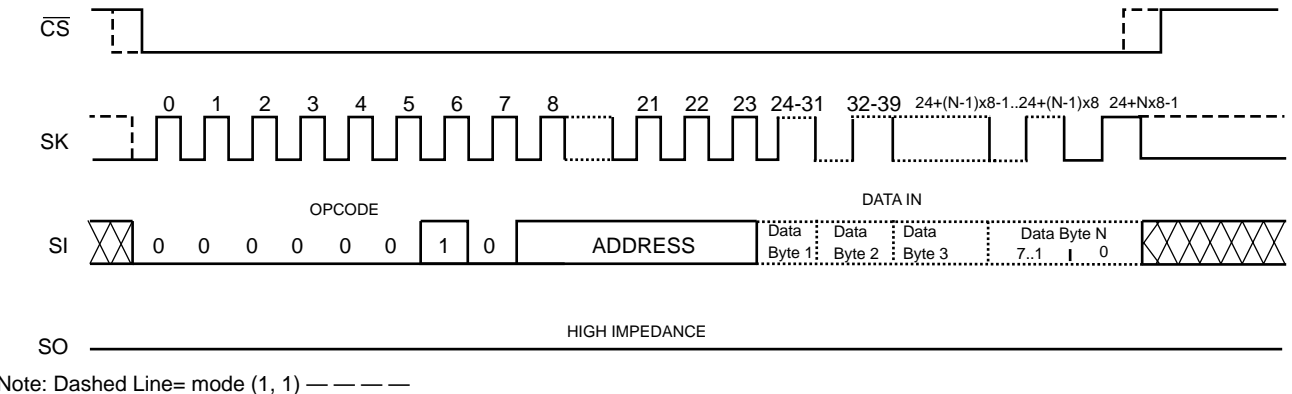 CS
0 1 2 3 4 5 6 7 8 21 22 23 24-31 32-39 24+(N-1)x8-1..24+(N-1)x8 24+Nx8-1
SK
OPCODE
DATA IN
SI 0 0 0 0 0 0 1 0 ADDRESS
Data Byte 1
Data Byte 2
Data Byte 3
Data Byte N
7..1 0
HIGH IMPEDANCE
SO
Note: Dashed Line= mode (1, 1) — — — —